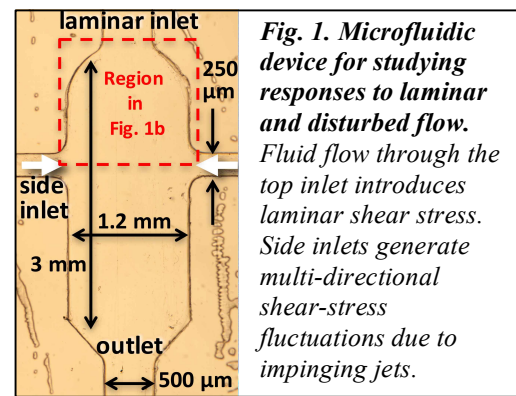 laminar inlet
Region
in
Fig. 1b
250
µm
side
inlet
1.2 mm
3 mm
outlet
500 µm
Fig. 1. Microfluidic
device for studying
responses to laminar
and disturbed flow.
Fluid flow through the
top inlet introduces
laminar shear stress.
Side inlets generate
multi-directional
shear-stress
fluctuations due to
impinging jets.